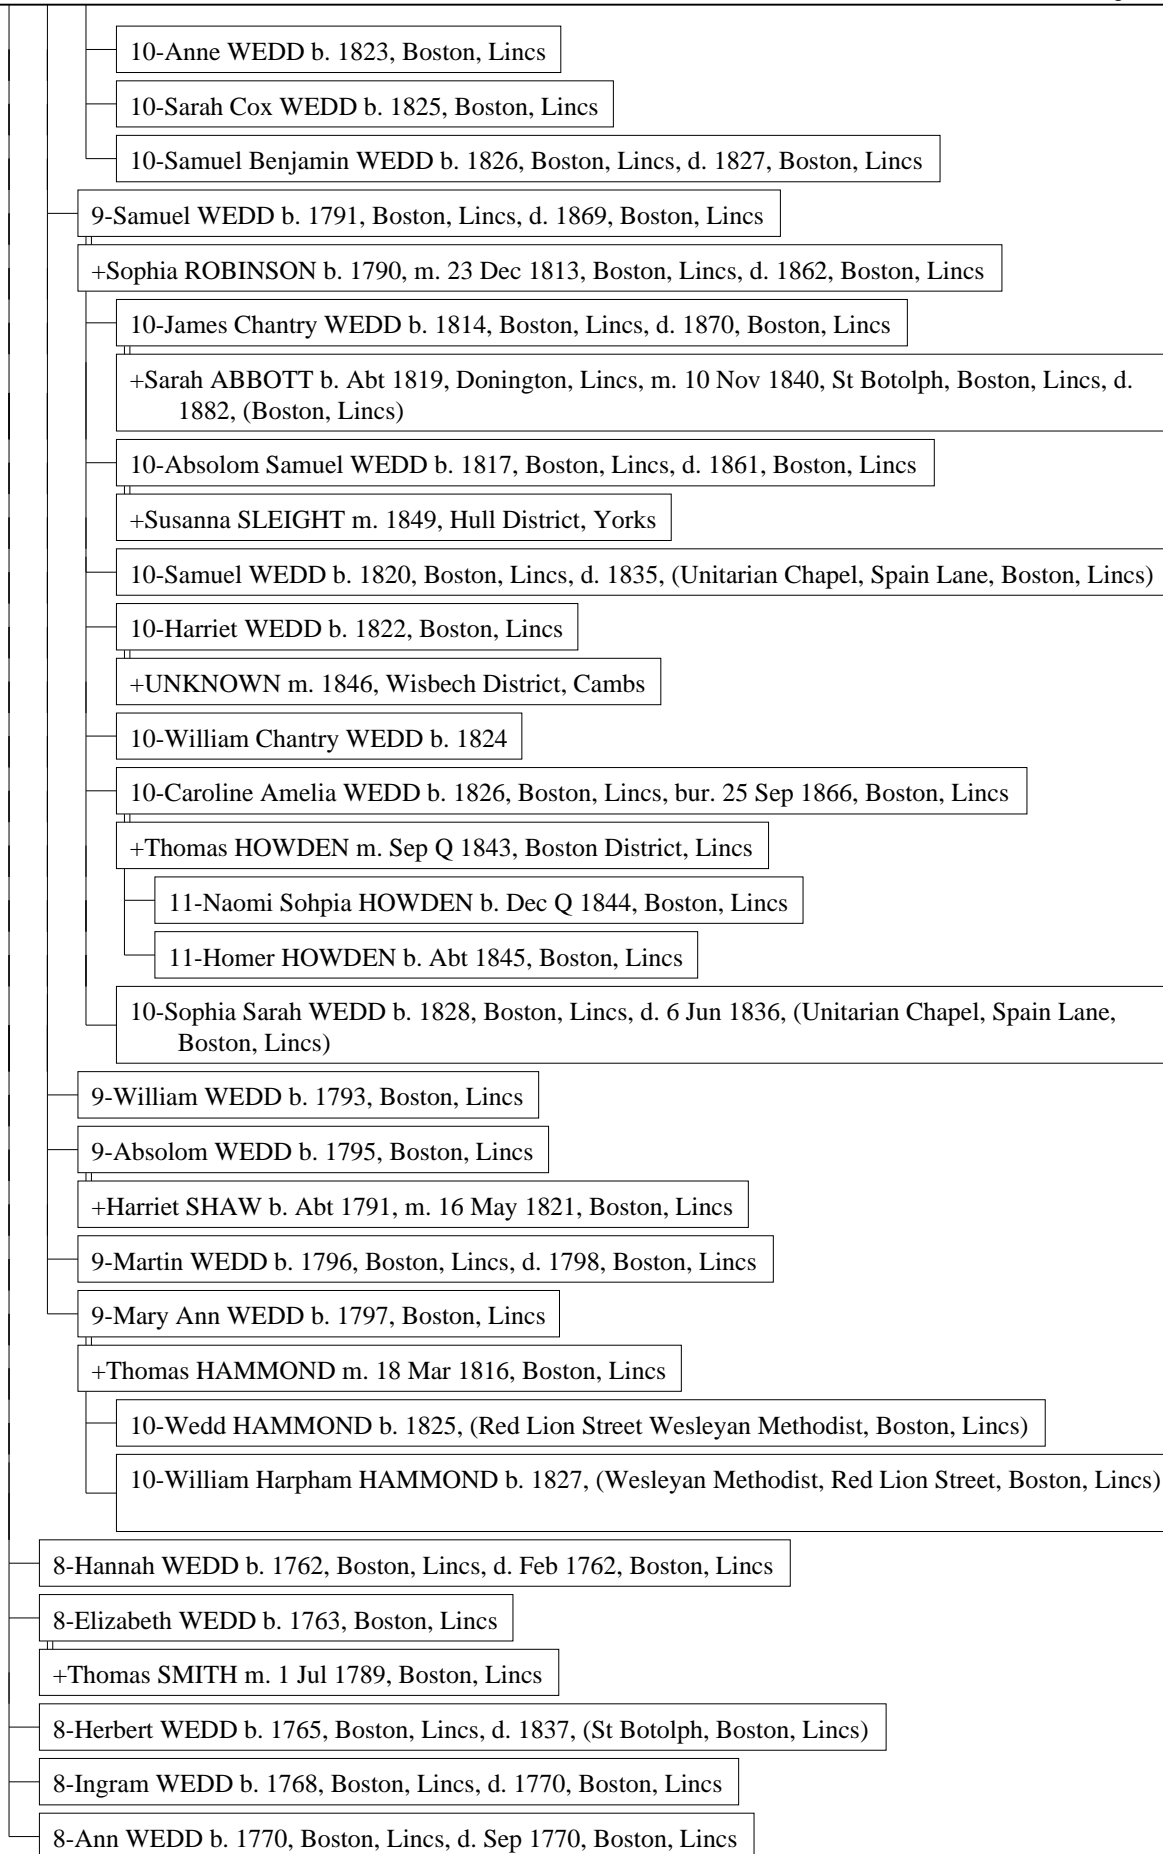 10-Anne WEDD b. 1823, Boston, Lincs
10-Sarah Cox WEDD b. 1825, Boston, Lincs
10-Samuel Benjamin WEDD b. 1826, Boston, Lincs, d. 1827, Boston, Lincs
9-Samuel WEDD b. 1791, Boston, Lincs, d. 1869, Boston, Lincs
+Sophia ROBINSON b. 1790, m. 23 Dec 1813, Boston, Lincs, d. 1862, Boston, Lincs
10-James Chantry WEDD b. 1814, Boston, Lincs, d. 1870, Boston, Lincs
+Sarah ABBOTT b. Abt 1819, Donington, Lincs, m. 10 Nov 1840, St Botolph, Boston, Lincs, d.
1882, (Boston, Lincs)
10-Absolom Samuel WEDD b. 1817, Boston, Lincs, d. 1861, Boston, Lincs
+Susanna SLEIGHT m. 1849, Hull District, Yorks
10-Samuel WEDD b. 1820, Boston, Lincs, d. 1835, (Unitarian Chapel, Spain Lane, Boston, Lincs)
10-Harriet WEDD b. 1822, Boston, Lincs
+UNKNOWN m. 1846, Wisbech District, Cambs
10-William Chantry WEDD b. 1824
10-Caroline Amelia WEDD b. 1826, Boston, Lincs, bur. 25 Sep 1866, Boston, Lincs
+Thomas HOWDEN m. Sep Q 1843, Boston District, Lincs
11-Naomi Sohpia HOWDEN b. Dec Q 1844, Boston, Lincs
11-Homer HOWDEN b. Abt 1845, Boston, Lincs
10-Sophia Sarah WEDD b. 1828, Boston, Lincs, d. 6 Jun 1836, (Unitarian Chapel, Spain Lane,
Boston, Lincs)
9-William WEDD b. 1793, Boston, Lincs
9-Absolom WEDD b. 1795, Boston, Lincs
+Harriet SHAW b. Abt 1791, m. 16 May 1821, Boston, Lincs
9-Martin WEDD b. 1796, Boston, Lincs, d. 1798, Boston, Lincs
9-Mary Ann WEDD b. 1797, Boston, Lincs
+Thomas HAMMOND m. 18 Mar 1816, Boston, Lincs
10-Wedd HAMMOND b. 1825, (Red Lion Street Wesleyan Methodist, Boston, Lincs)
10-William Harpham HAMMOND b. 1827, (Wesleyan Methodist, Red Lion Street, Boston, Lincs)
8-Hannah WEDD b. 1762, Boston, Lincs, d. Feb 1762, Boston, Lincs
8-Elizabeth WEDD b. 1763, Boston, Lincs
+Thomas SMITH m. 1 Jul 1789, Boston, Lincs
8-Herbert WEDD b. 1765, Boston, Lincs, d. 1837, (St Botolph, Boston, Lincs)
8-Ingram WEDD b. 1768, Boston, Lincs, d. 1770, Boston, Lincs
8-Ann WEDD b. 1770, Boston, Lincs, d. Sep 1770, Boston, Lincs